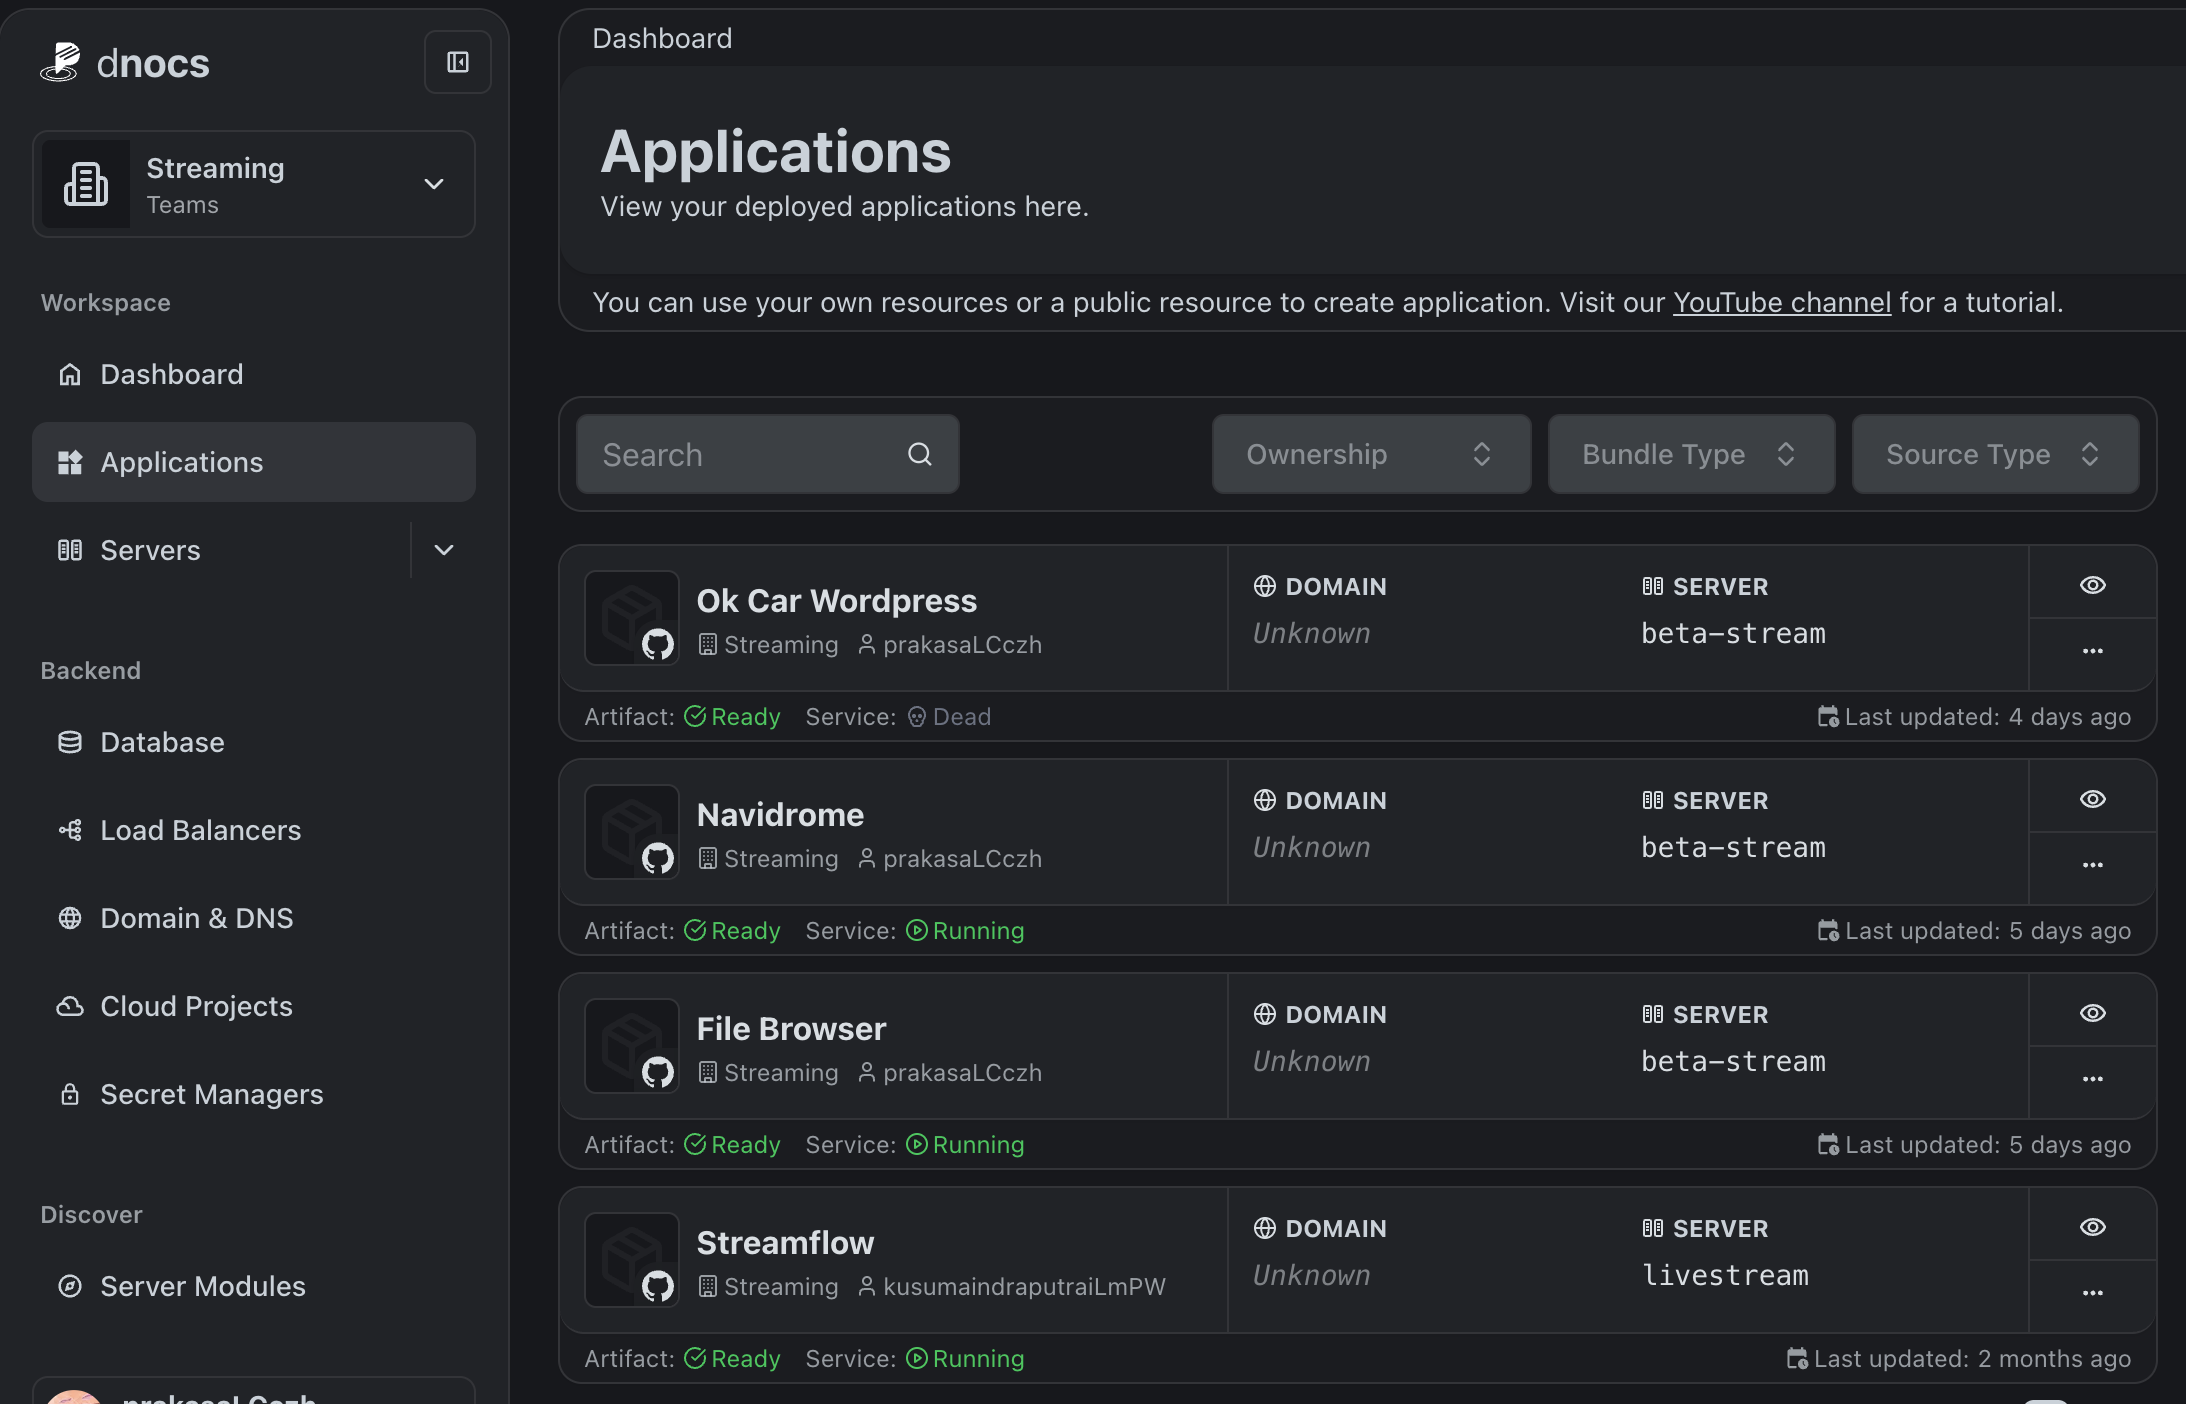 dnocs
Streaming
Teams
Workspace
Dashboard
Applications
Servers
Backend
Database
Load Balancers
Domain & DNS
Cloud Projects
Secret Managers
Discover
Server Modules
Dashboard
Applications
View your deployed applications here.
You can use your own resources or a public resource to create application. Visit our YouTube channel for a tutorial.
Search Ownership Bundle Type Source Type
Ok Car Wordpress
Streaming prakasaLCczh
DOMAIN
Unknown
SERVER
beta-stream
Artifact: Ready Service: Dead Last updated: 4 days ago
Navidrome
Streaming prakasaLCczh
DOMAIN
Unknown
SERVER
beta-stream
Artifact: Ready Service: Running Last updated: 5 days ago
File Browser
Streaming prakasaLCczh
DOMAIN
Unknown
SERVER
beta-stream
Artifact: Ready Service: Running Last updated: 5 days ago
Streamflow
Streaming kusumaindraputraiLmPW
DOMAIN
Unknown
SERVER
livestream
Artifact: Ready Service: Running Last updated: 2 months ago